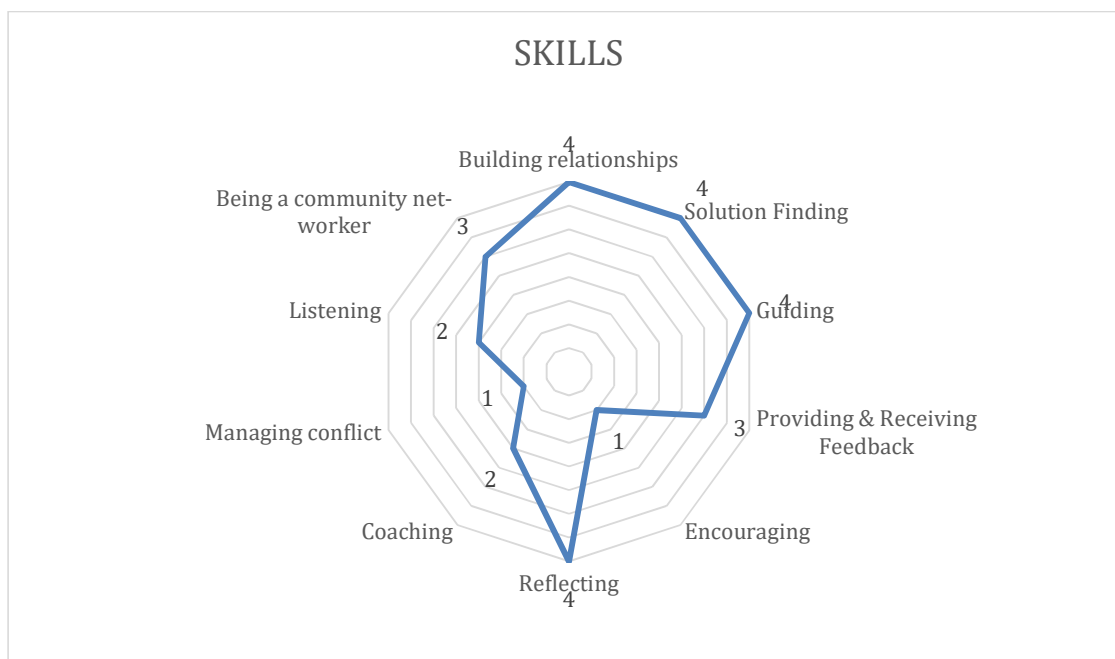 SKILLS
4
Building relationships
4
Solution Finding
Being a community net-
worker
3
4
Guiding
Listening
2
Providing & Receiving
Feedback
3
1
Managing conflict
1
2
Coaching
Encouraging
Reflecting
4